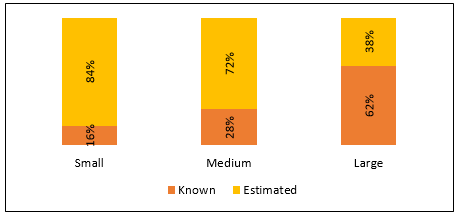 84%
16%
72%
28%
38%
62%
Small
Medium
Large
Known
Estimated